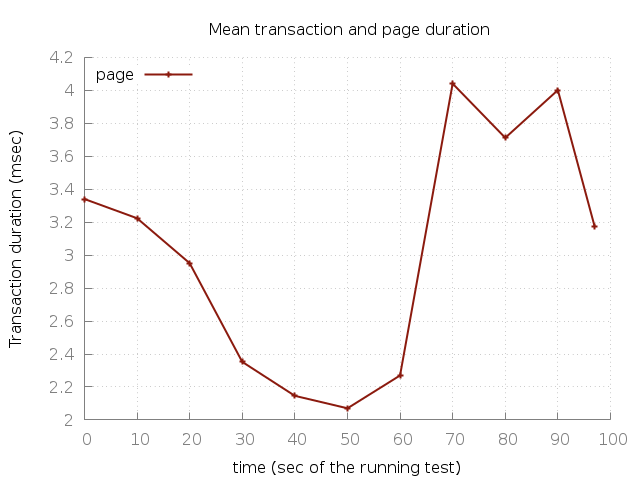 Mean transaction and page duration
page
4.2
4
3.8
3.6
3.4
3.2
3
2.8
2.6
2.4
2.2
2
Transaction duration (msec)
0 10 20 30 40 50 60 70 80 90 100
time (sec of the running test)